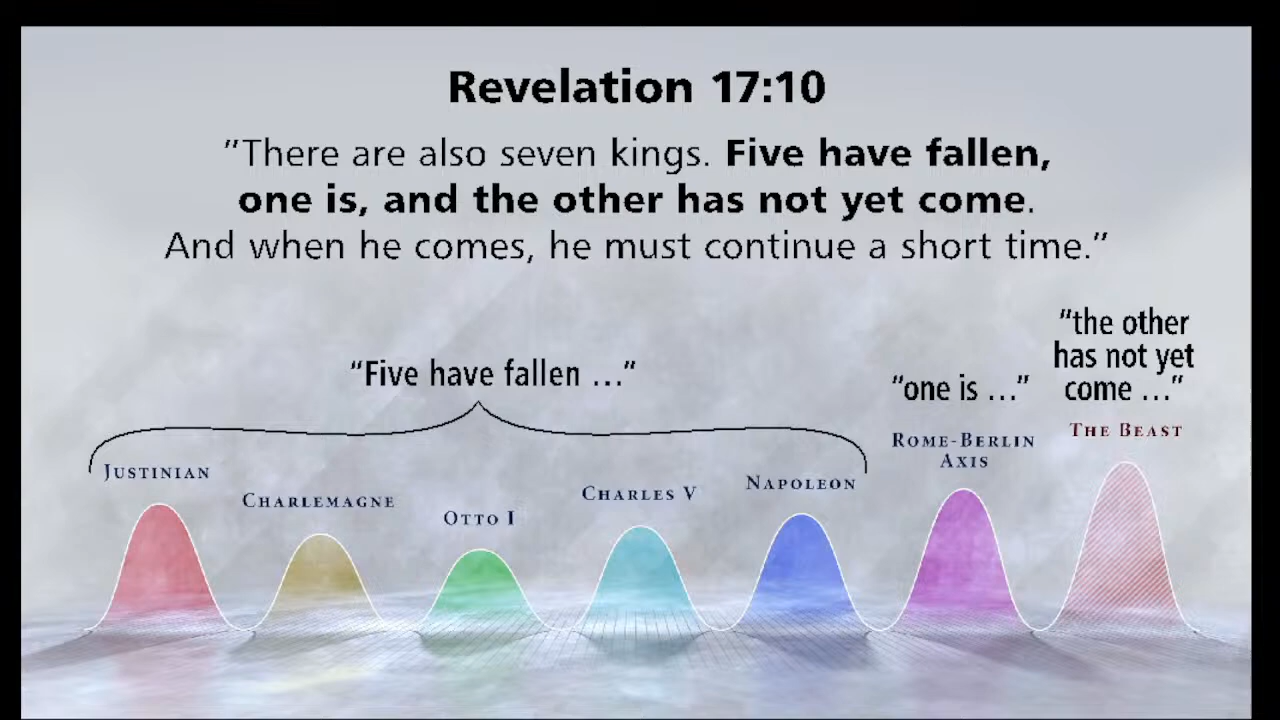 Revelation 17:10
"There are also seven kings. Five have fallen,
one is, and the other has not yet come.
And when he comes, he must continue a short time."
"Five have fallen ..."
"one is ..."
"the other
has not yet
come ..."
JUSTINIAN
CHARLEMAGNE
OTTO I
CHARLES V
NAPOLEON
ROME-BERLIN
AXIS
THE BEAST